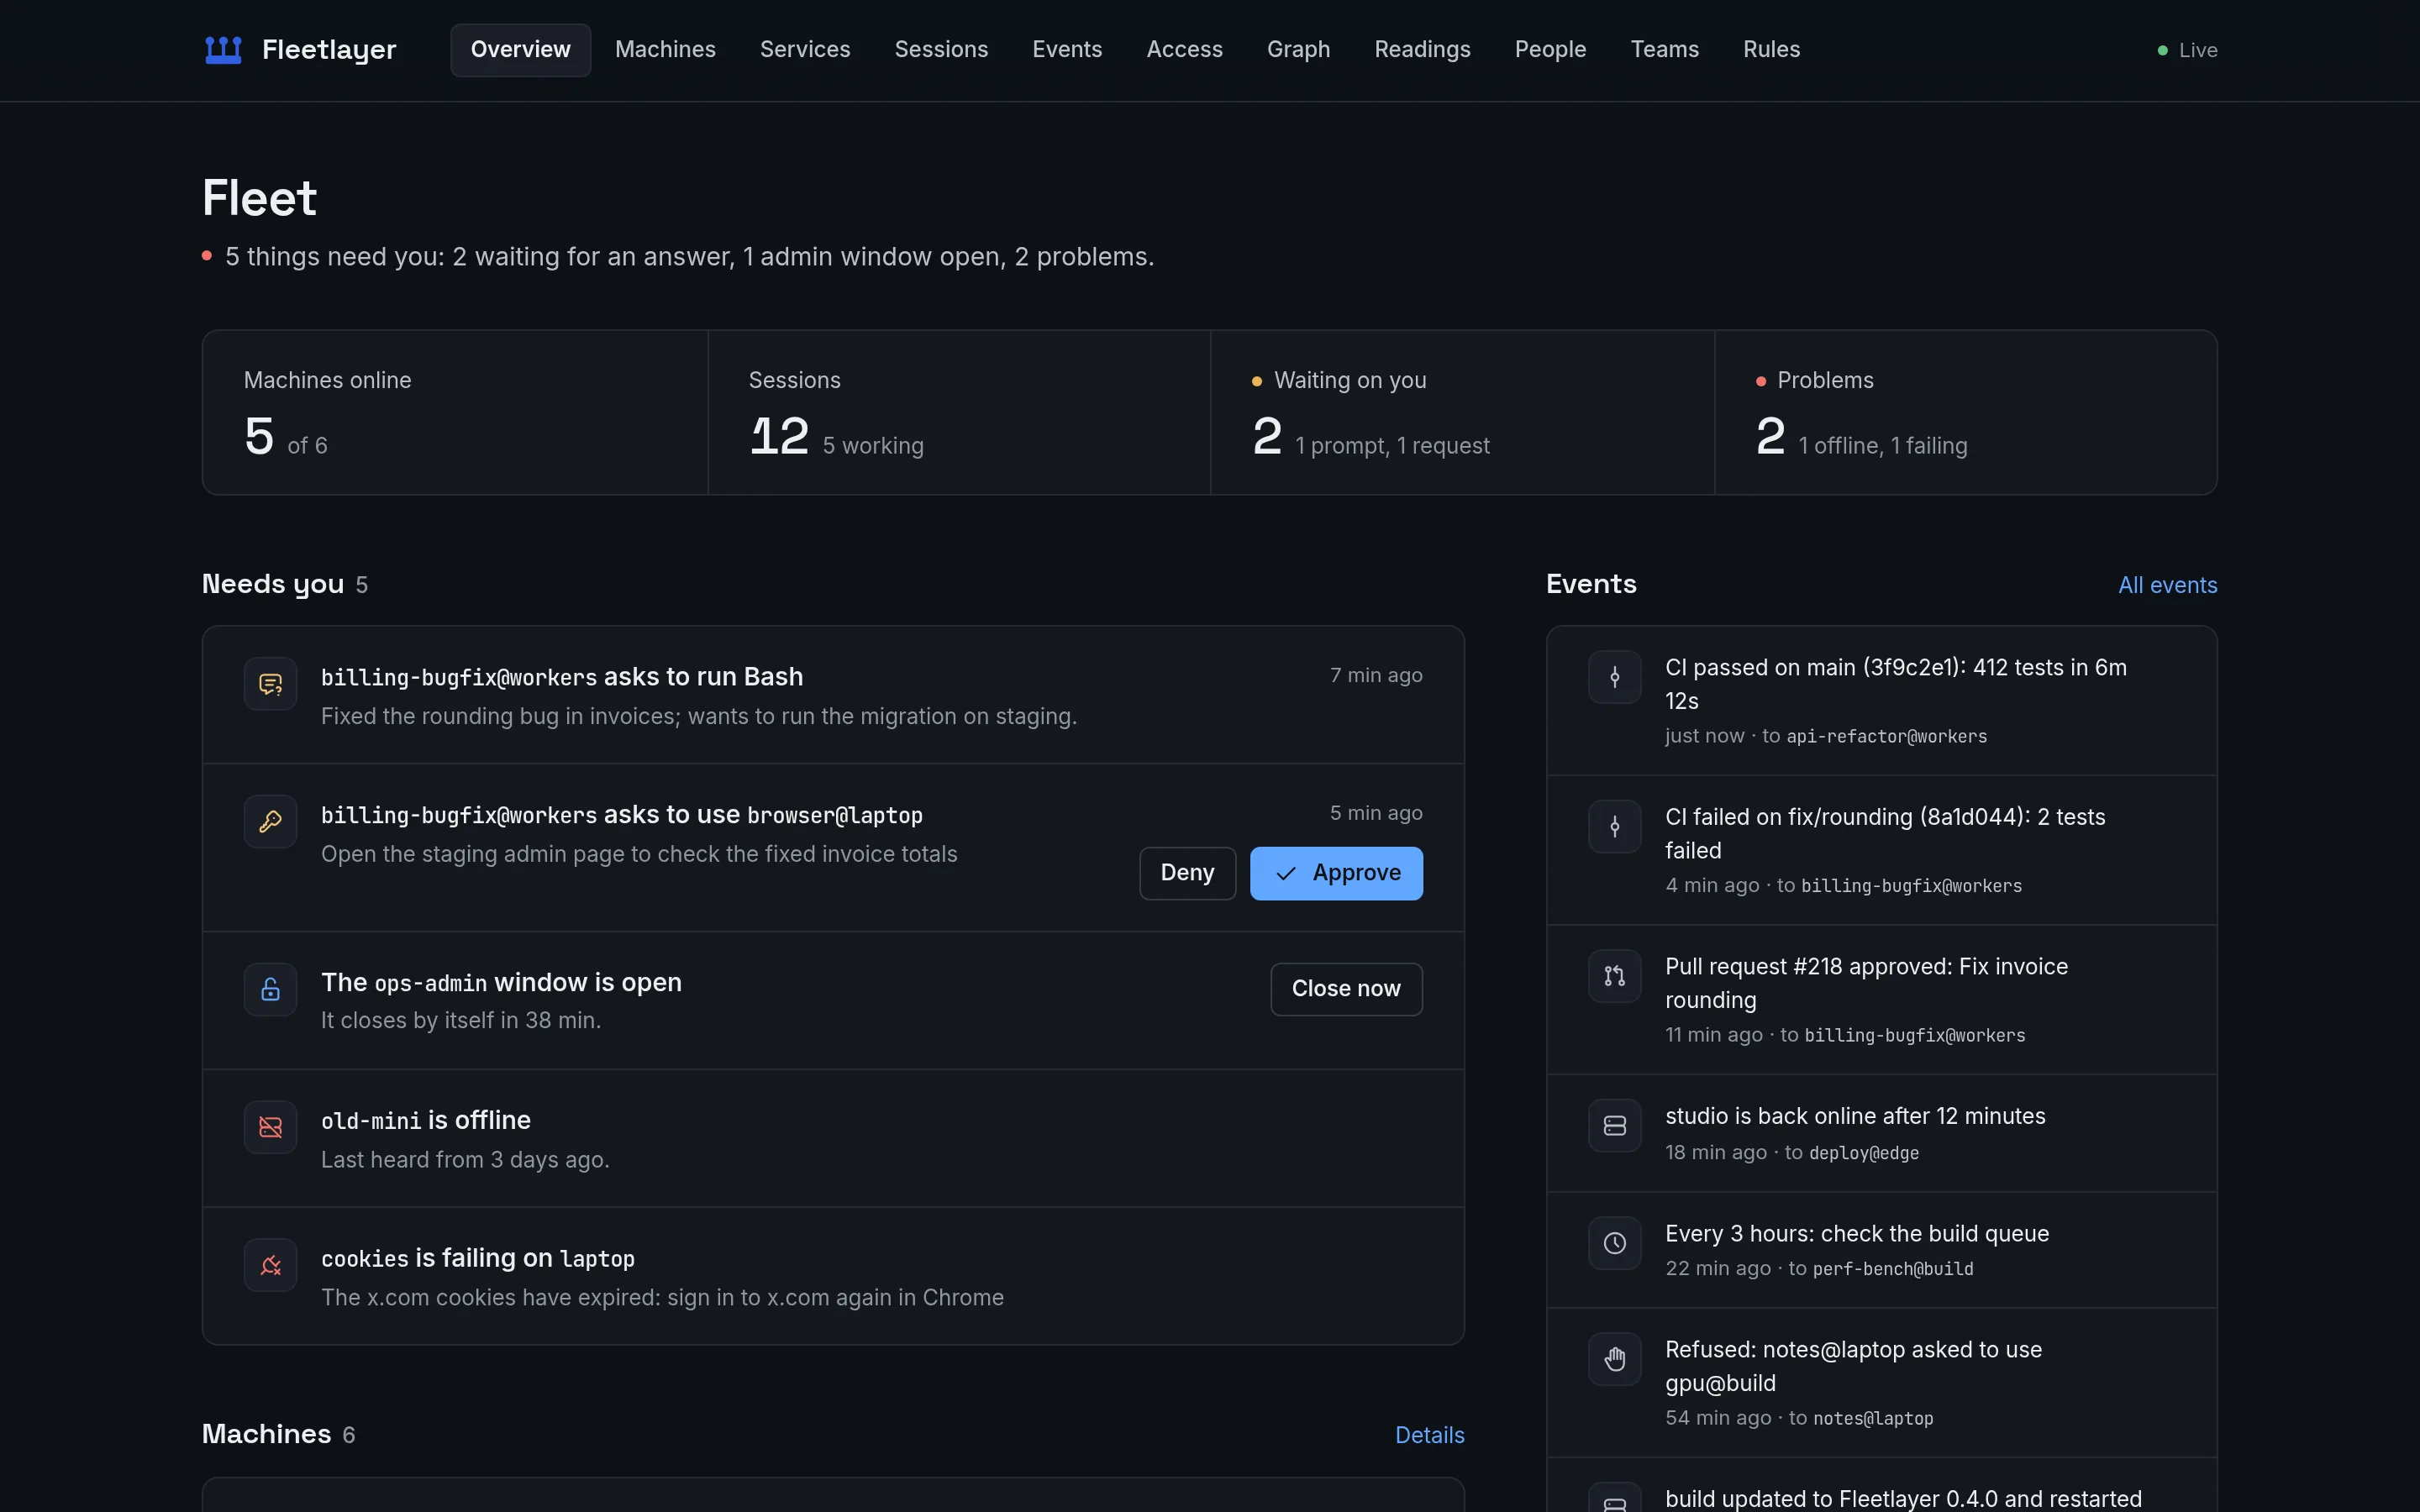 Fleetlayer
Overview
Machines
Services
Sessions
Events
Access
Graph
Readings
People
Teams
Rules
Live
Fleet
5 things need you: 2 waiting for an answer, 1 admin window open, 2 problems.
Machines online
5 of 6
Sessions
12 5 working
Waiting on you
2 1 prompt, 1 request
Problems
2 1 offline, 1 failing
Needs you 5
billing-bugfix@workers asks to run Bash
7 min ago
Fixed the rounding bug in invoices; wants to run the migration on staging.
billing-bugfix@workers asks to use browser@laptop
5 min ago
Open the staging admin page to check the fixed invoice totals
Deny
Approve
The ops-admin window is open
It closes by itself in 38 min.
Close now
old-mini is offline
Last heard from 3 days ago.
cookies is failing on laptop
The x.com cookies have expired: sign in to x.com again in Chrome
Machines 6
Details
Events
All events
CI passed on main (3f9c2e1): 412 tests in 6m
12s
just now · to api-refactor@workers
CI failed on fix/rounding (8a1d044): 2 tests
failed
4 min ago · to billing-bugfix@workers
Pull request #218 approved: Fix invoice
rounding
11 min ago · to billing-bugfix@workers
studio is back online after 12 minutes
18 min ago · to deploy@edge
Every 3 hours: check the build queue
22 min ago · to perf-bench@build
Refused: notes@laptop asked to use
gpu@build
54 min ago · to notes@laptop
build updated to Fleetlayer 0.4.0 and restarted